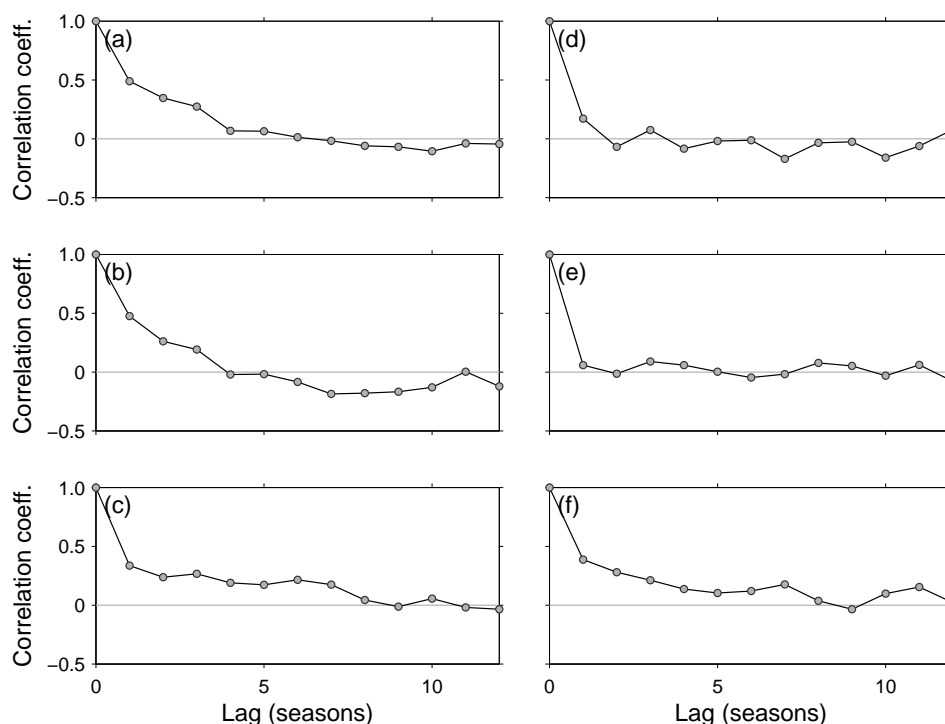 Correlation coeff.
1.0
0.5
0
−0.5
(a)
(d)
Correlation coeff.
1.0
0.5
0
−0.5
(b)
(e)
Correlation coeff.
1.0
0.5
0
−0.5
(c)
(f)
0 5 10
0 5 10
Lag (seasons)
Lag (seasons)